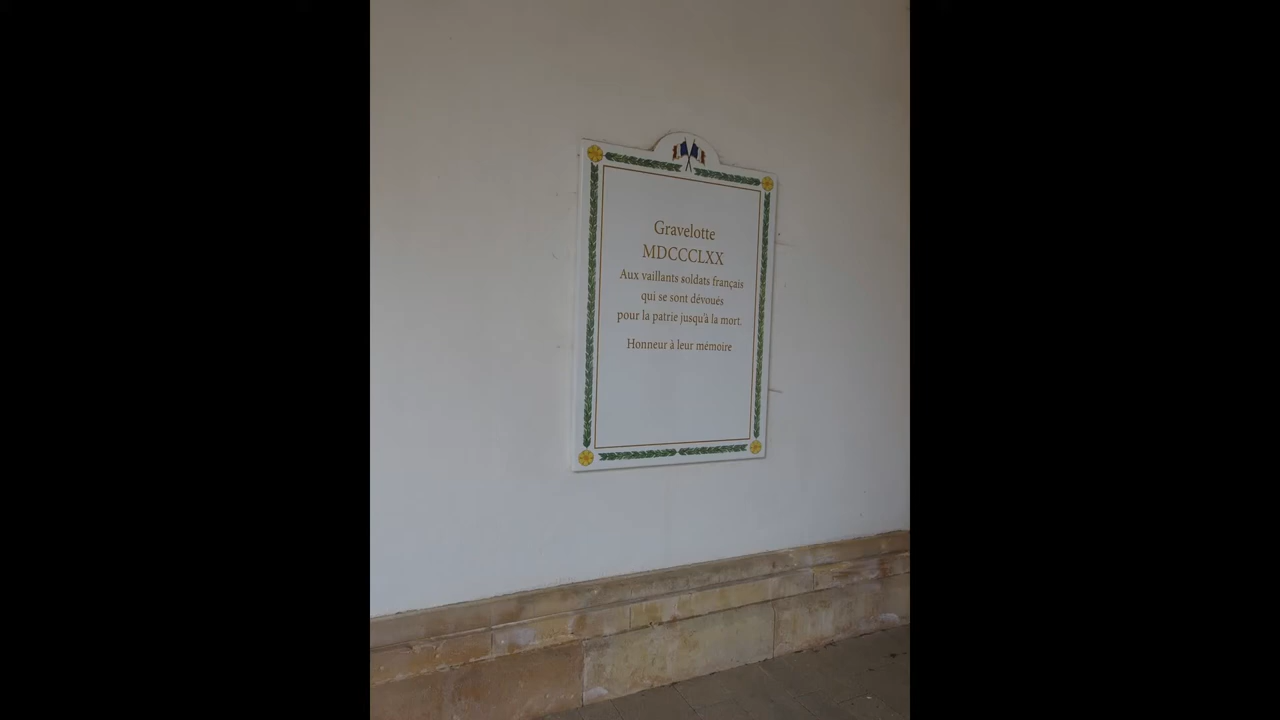 Gravelotte
MDCCCLXX
Aux vaillants soldats français
qui se sont dévoués
pour la patrie jusqu'à la mort.
Honneur à leur mémoire